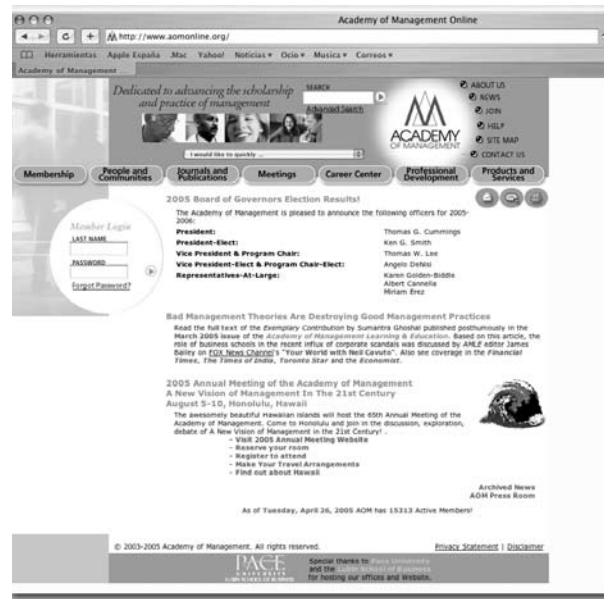 Academy of Management Online
http://www.aomonline.org/
Herramientas Apple España .Mac Yahoo! Noticias Ocio Musica Correos
Academy of Management ...
Dedicated to advancing the scholarship
and practice of management
SEARCH
Advanced Search
I would like to quickly ...
ACADEMY
OF MANAGEMENT
ABOUT US
NEWS
JOIN
HELP
SITE MAP
CONTACT US
Membership
People and
Communities
Journals and
Publications
Meetings
Career Center
Professional
Development
Products and
Services
Member Login
LAST NAME
PASSWORD
Forgot Password?
2005 Board of Governors Election Results!
The Academy of Management is pleased to announce the following officers for 2005-
2006:
President: Thomas G. Cummings
President-Elect: Ken G. Smith
Vice President & Program Chair: Thomas W. Lee
Vice President-Elect & Program Chair-Elect: Angelo DeNisi
Representatives-At-Large: Karen Golden-Biddle
Albert Cannella
Miriam Erez
Bad Management Theories Are Destroying Good Management Practices
Read the full text of the Exemplary Contribution by Sumantra Ghoshal published posthumously in the
March 2005 issue of the Academy of Management Learning & Education. Based on this article, the
role of business schools in the recent influx of corporate scandals was discussed by AMLE editor James
Bailey on FOX News Channel's "Your World with Neil Cavuto". Also see coverage in the Financial
Times, The Times of India, Toronto Star and the Economist.
2005 Annual Meeting of the Academy of Management
A New Vision of Management In The 21st Century
August 5-10, Honolulu, Hawaii
The awesomely beautiful Hawaiian islands will host the 65th Annual Meeting of the
Academy of Management. Come to Honolulu and join in the discussion, exploration,
debate of A New Vision of Management in the 21st Century! .
- Visit 2005 Annual Meeting Website
- Reserve your room
- Register to attend
- Make Your Travel Arrangements
- Find out about Hawaii
Archived News
AOM Press Room
As of Tuesday, April 26, 2005 AOM has 15313 Active Members!
© 2003-2005 Academy of Management. All rights reserved. Privacy Statement | Disclaimer
PACE
UNIVERSITY
LUBIN SCHOOL OF BUSINESS
Special thanks to Pace University
and the Lubin School of Business
for hosting our offices and Website.